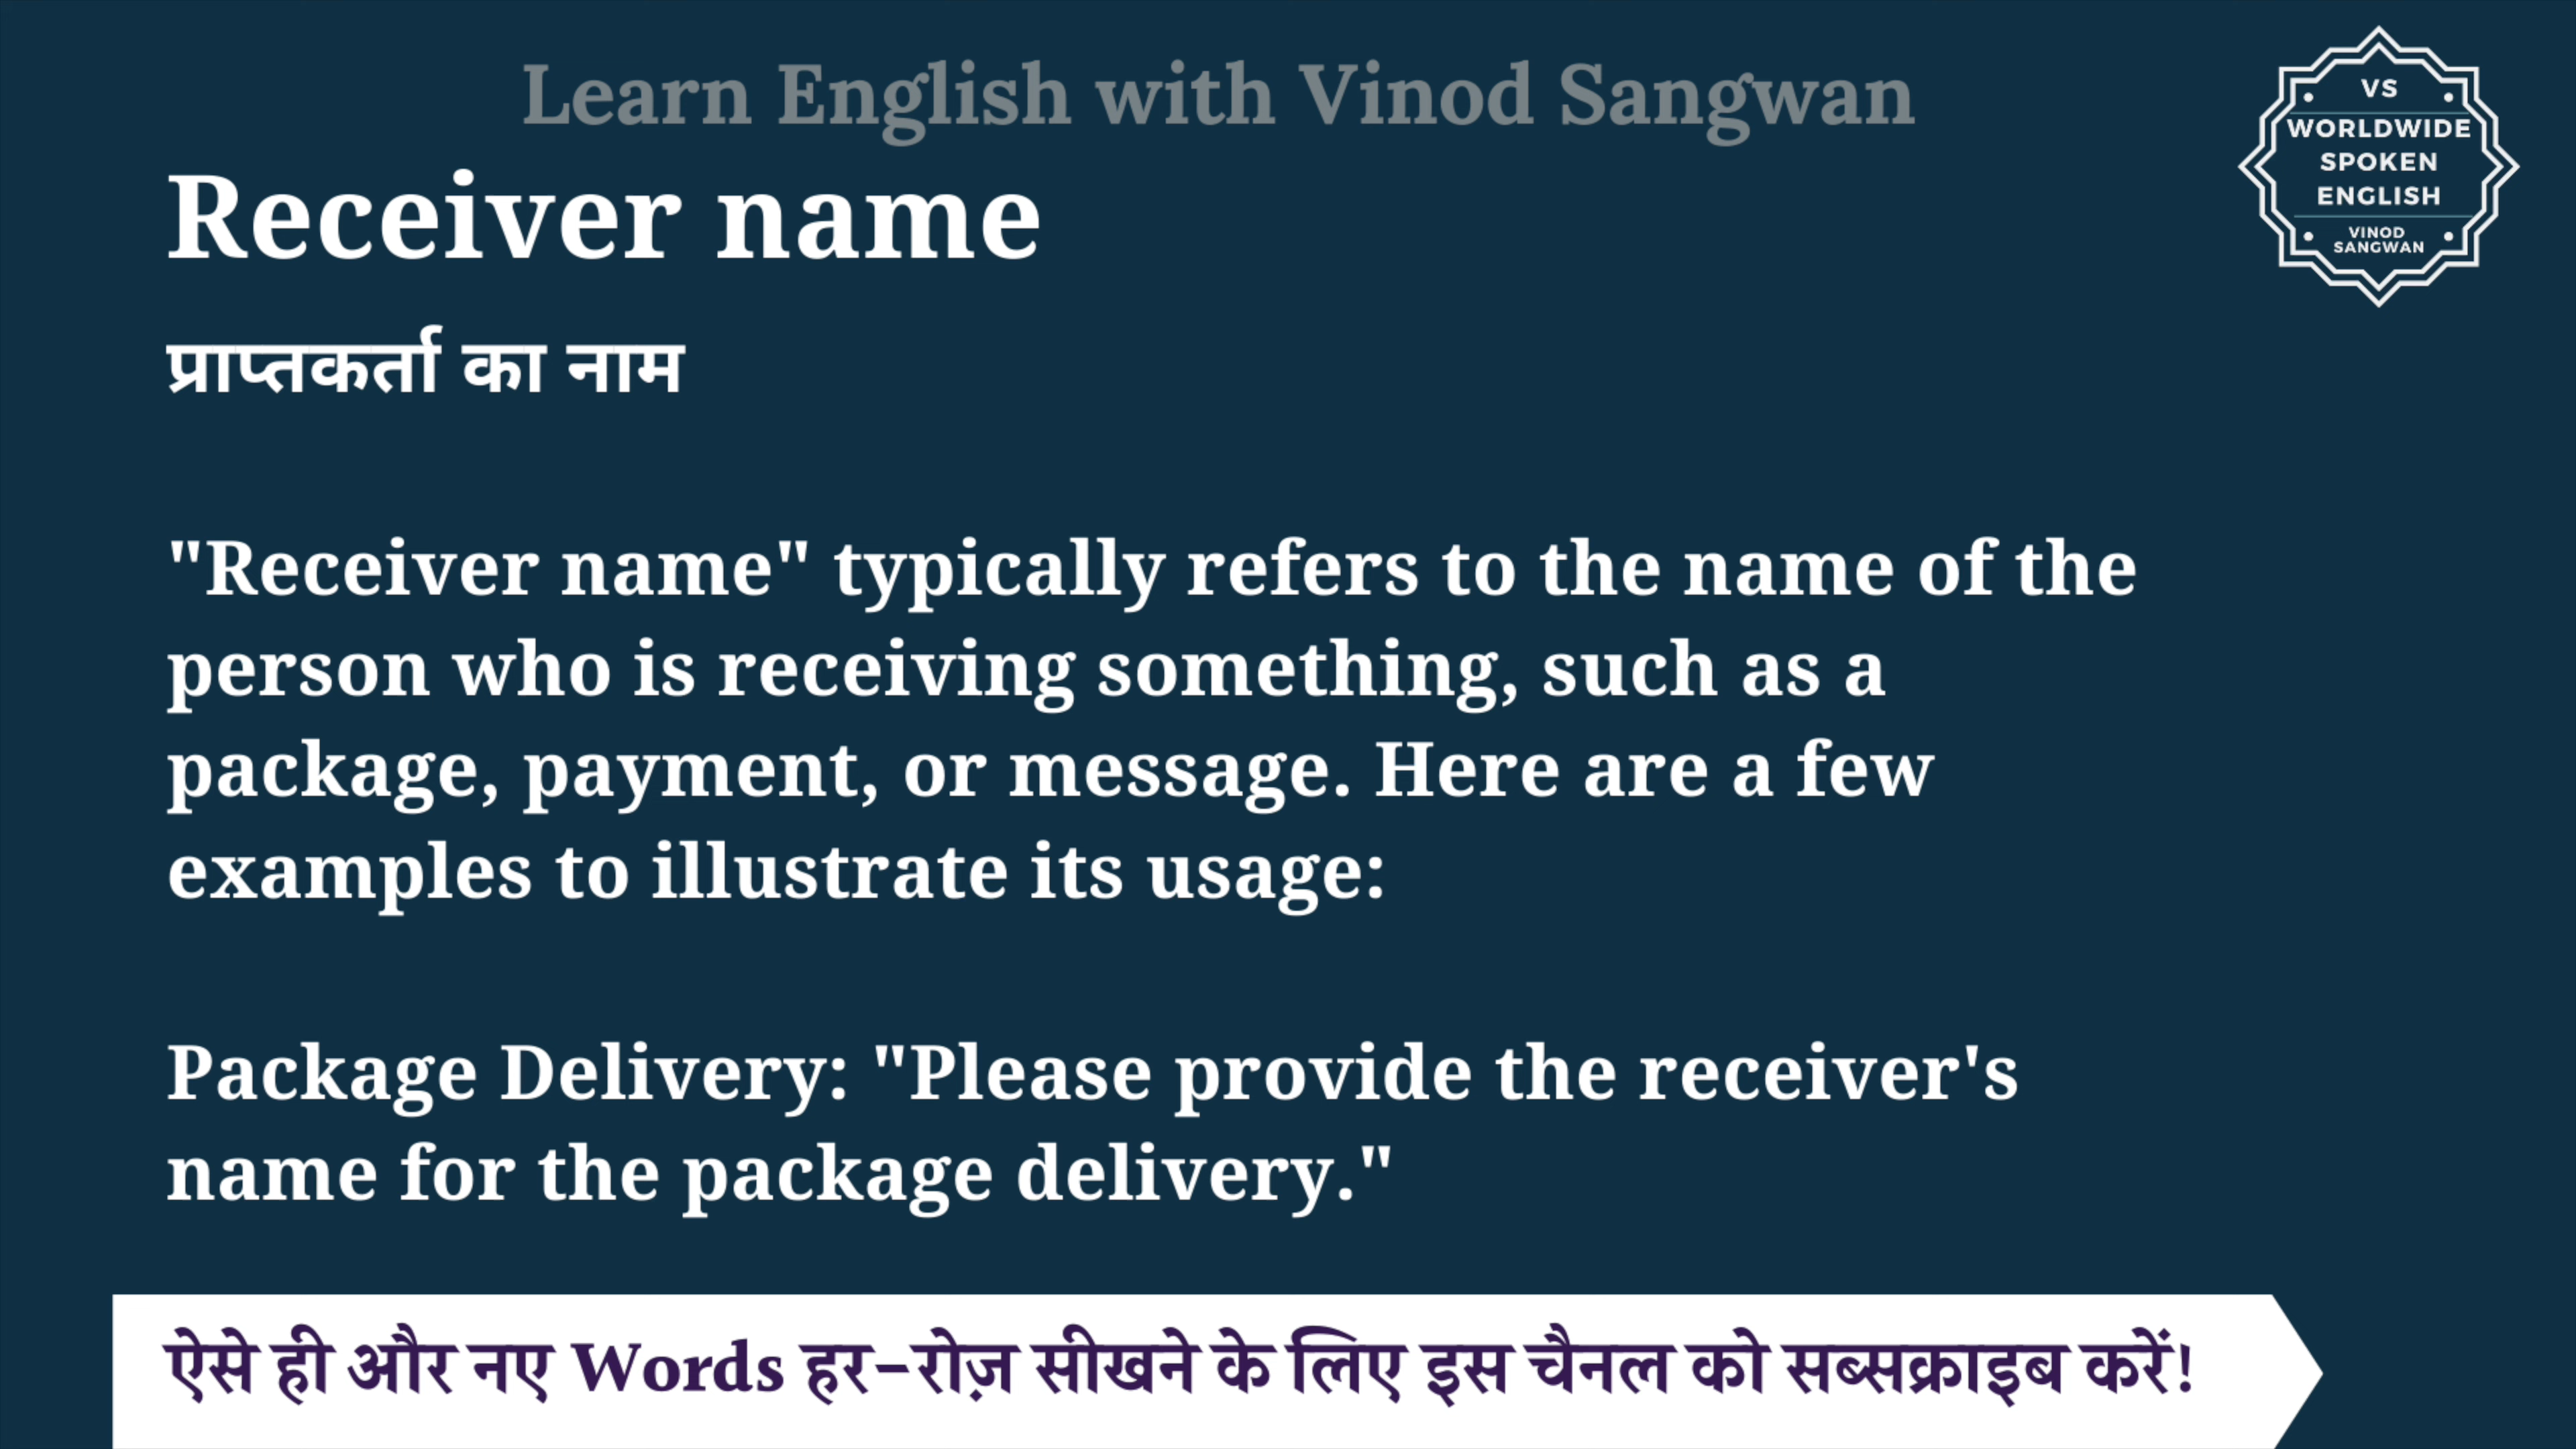 Learn English with Vinod Sangwan
VS
WORLDWIDE
SPOKEN
ENGLISH
VINOD
SANGWAN
Receiver name
प्राप्तकर्ता का नाम
"Receiver name" typically refers to the name of the
person who is receiving something, such as a
package, payment, or message. Here are a few
examples to illustrate its usage:
Package Delivery: "Please provide the receiver's
name for the package delivery."
ऐसे ही और नए Words हर-रोज़ सीखने के लिए इस चैनल को सब्सक्राइब करें!